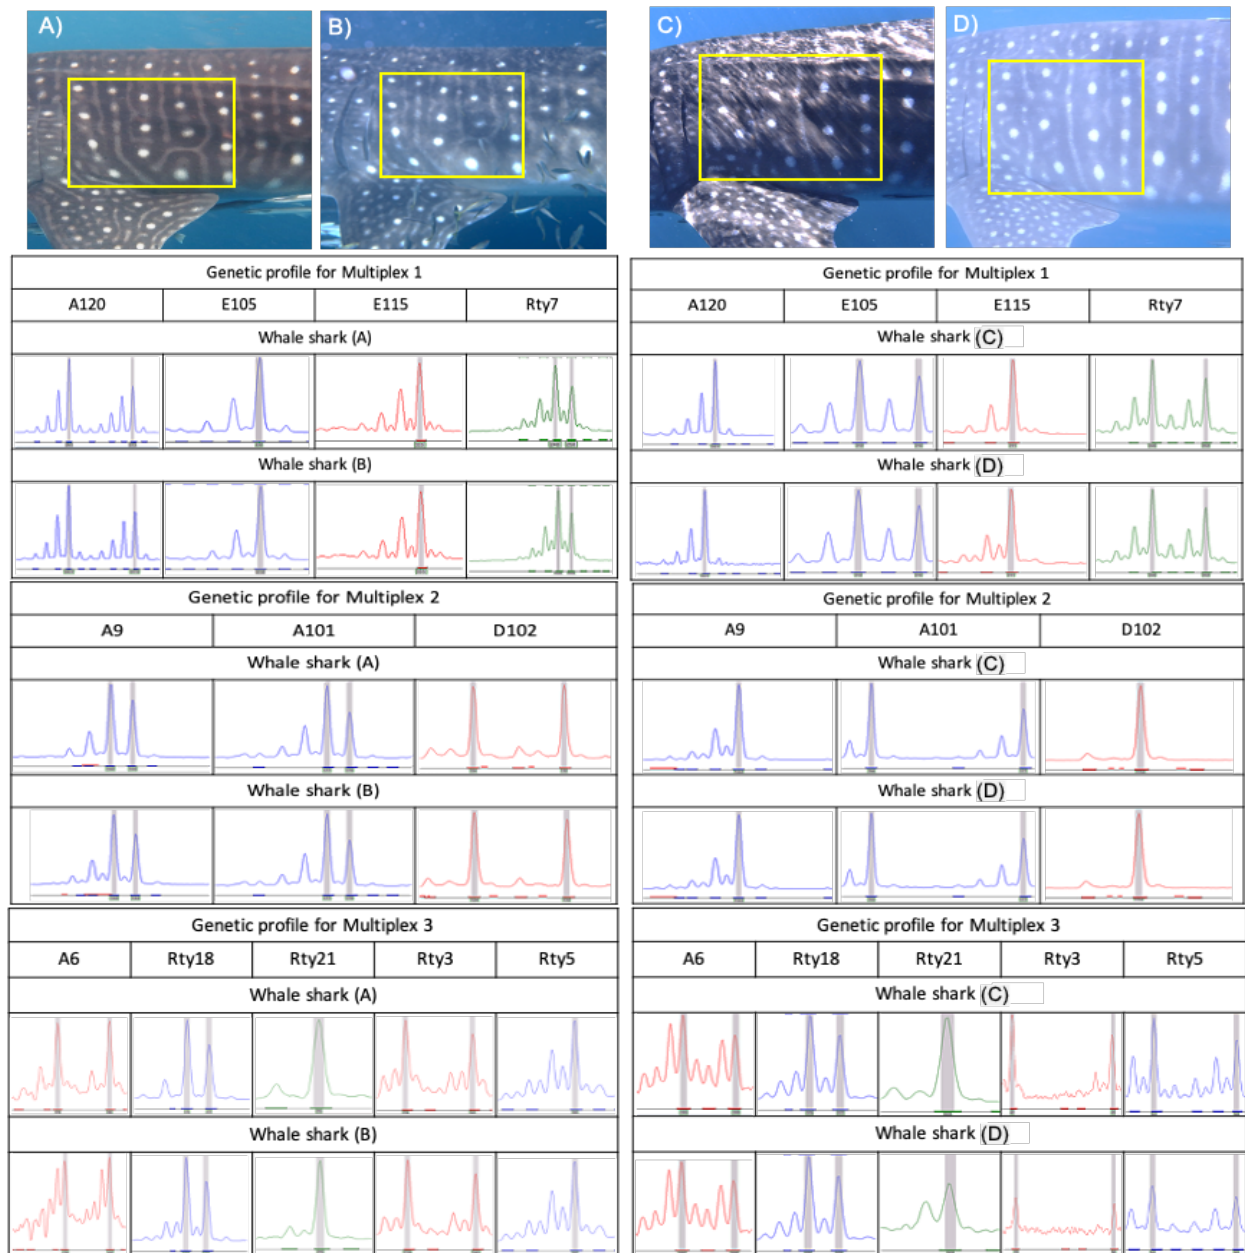 A)
B)
C)
D)
Genetic profile for Multiplex 1
A120 E105 E115 Rty7
Whale shark (A)
Whale shark (B)
Genetic profile for Multiplex 2
A9 A101 D102
Whale shark (A)
Whale shark (B)
Genetic profile for Multiplex 3
A6 Rty18 Rty21 Rty3 Rty5
Whale shark (A)
Whale shark (B)
Genetic profile for Multiplex 1
A120 E105 E115 Rty7
Whale shark (C)
Whale shark (D)
Genetic profile for Multiplex 2
A9 A101 D102
Whale shark (C)
Whale shark (D)
Genetic profile for Multiplex 3
A6 Rty18 Rty21 Rty3 Rty5
Whale shark (C)
Whale shark (D)